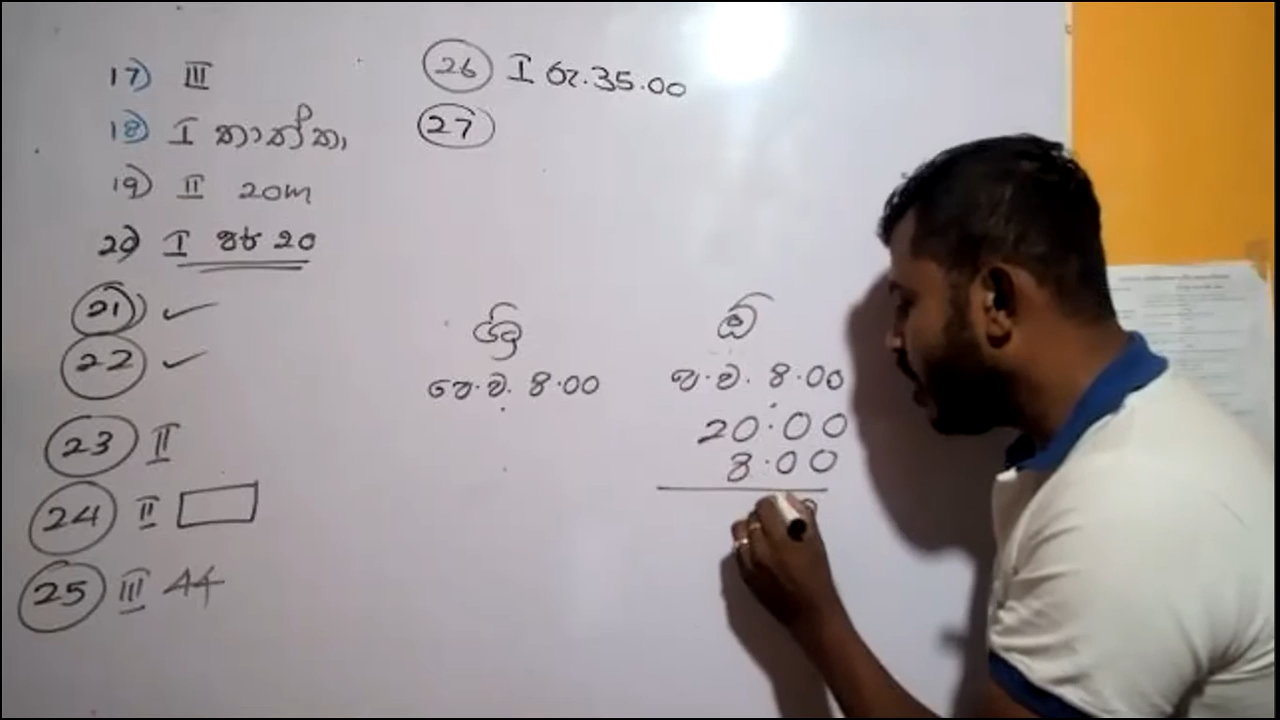 17) III
18) I කාත්තා
19) II 20m
20) I පැය 20
21) ✓
22) ✓
23 II
24 II
25 III 44
26 I රු.35.00
27
පෙ.ව. 8.00
ප.ව. 8.00
20.00
8.00